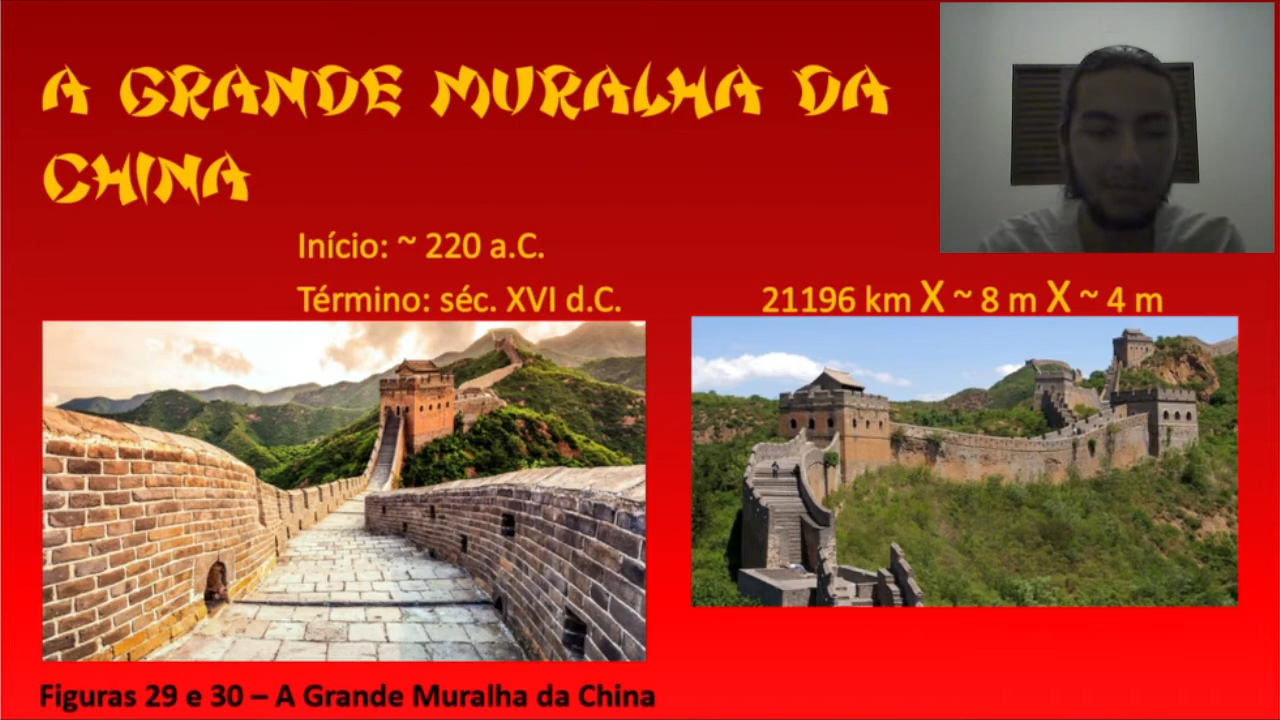 A GRANDE MURALHA DA
CHINA
Início: ~ 220 a.C.
Término: séc. XVI d.C.
21196 km X ~ 8 m X ~ 4 m
Figuras 29 e 30 – A Grande Muralha da China